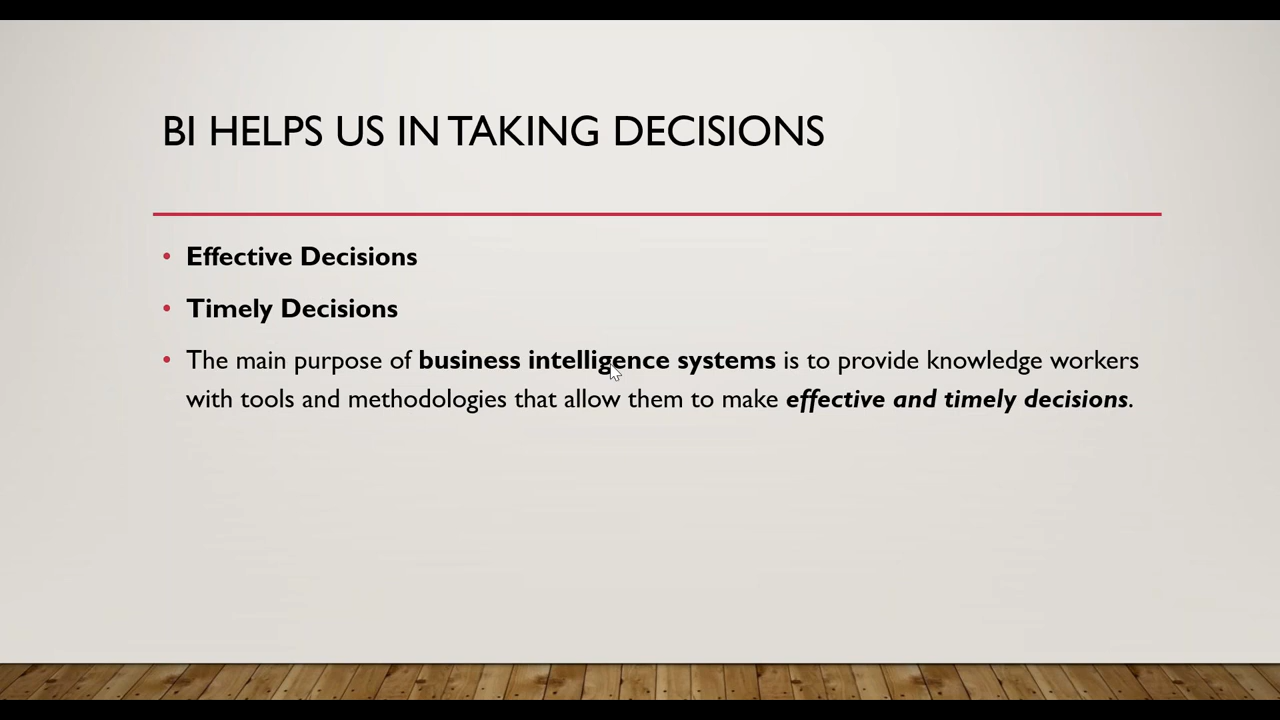 BI HELPS US IN TAKING DECISIONS
• Effective Decisions
• Timely Decisions
• The main purpose of business intelligence systems is to provide knowledge workers
with tools and methodologies that allow them to make effective and timely decisions.